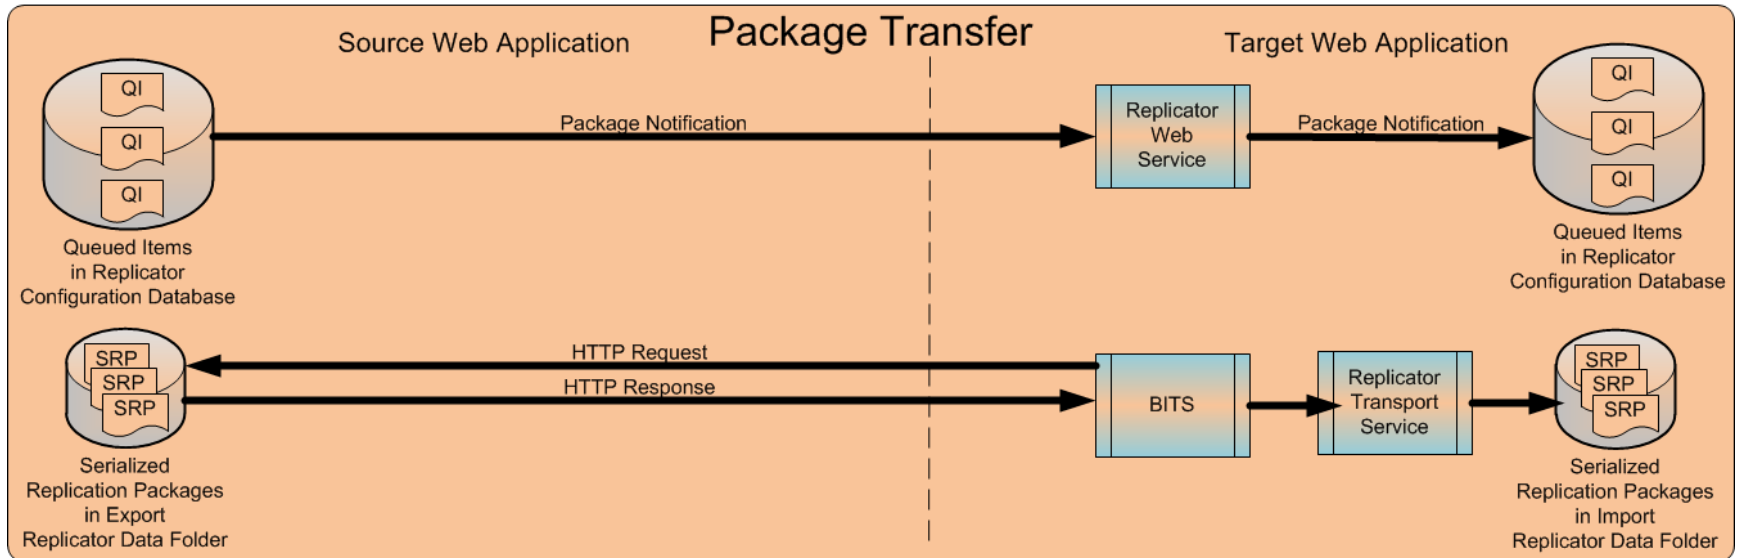 Package Transfer
Source Web Application
Target Web Application
QI
QI
QI
Package Notification
Replicator
Web
Service
Package Notification
QI
QI
QI
Queued Items
in Replicator
Configuration Database
Queued Items
in Replicator
Configuration Database
SRP
SRP
SRP
HTTP Request
HTTP Response
BITS
Replicator
Transport
Service
SRP
SRP
SRP
Serialized
Replication Packages
in Export
Replicator Data Folder
Serialized
Replication Packages
in Import
Replicator Data Folder